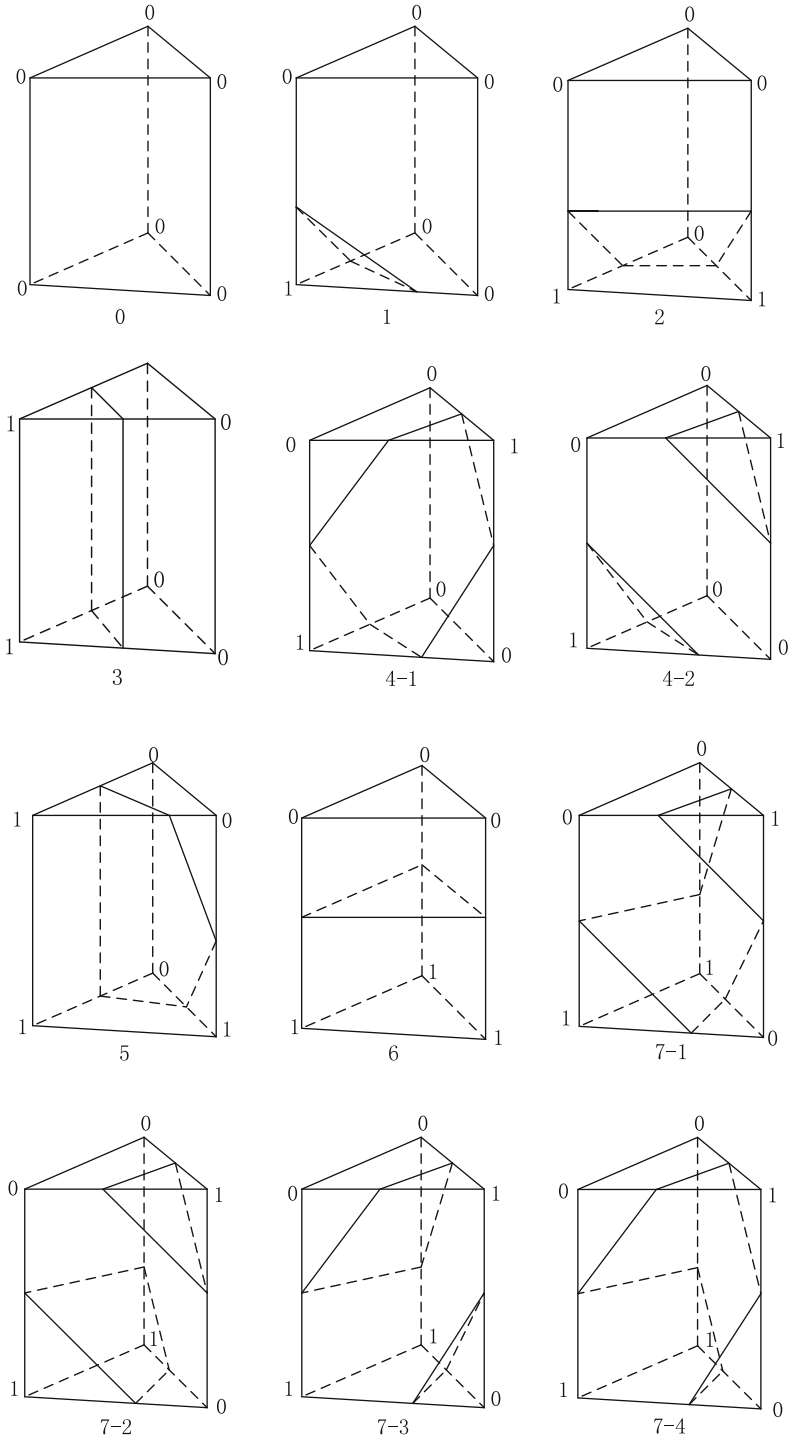 0 0 0
0 0 0 0 0 0
0 0 0
0 0 1 0 1 1
0 1 2
0 0
1 0 0 1 0 1
0 0 0
1 0 1 0 1 0
3 4-1 4-2
0 0 0
1 0 0 0 0 1
0 1 1
1 1 1 1 1 0
5 6 7-1
0 0 0
0 1 0 1 0 1
1 1 1
1 0 1 0 1 0
7-2 7-3 7-4